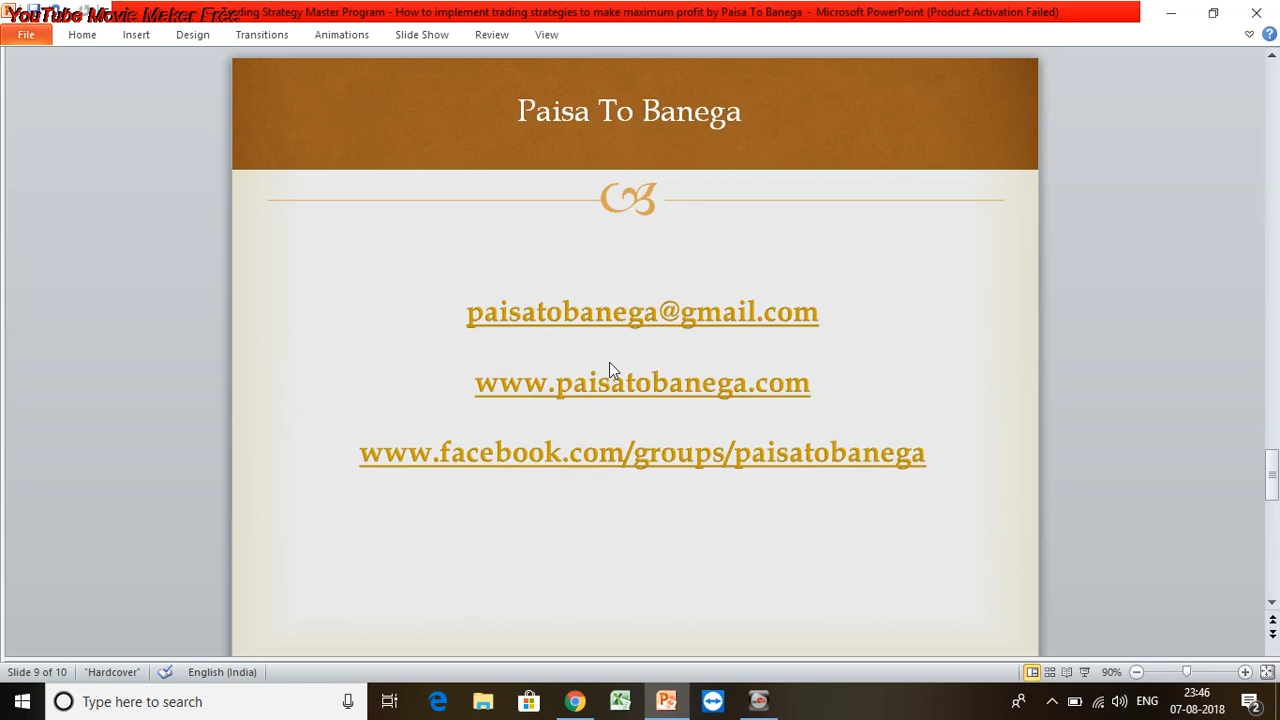 YouTube Movie Maker Free
ding Strategy Master Program - How to implement trading strategies to make maximum profit by Paisa To Banega - Microsoft PowerPoint (Product Activation Failed)
File Home Insert Design Transitions Animations Slide Show Review View
Paisa To Banega
paisatobanega@gmail.com
www.paisatobanega.com
www.facebook.com/groups/paisatobanega
Slide 9 of 10 "Hardcover" English (India) 90%
Type here to search ENG 23:46
07-08-2018 2